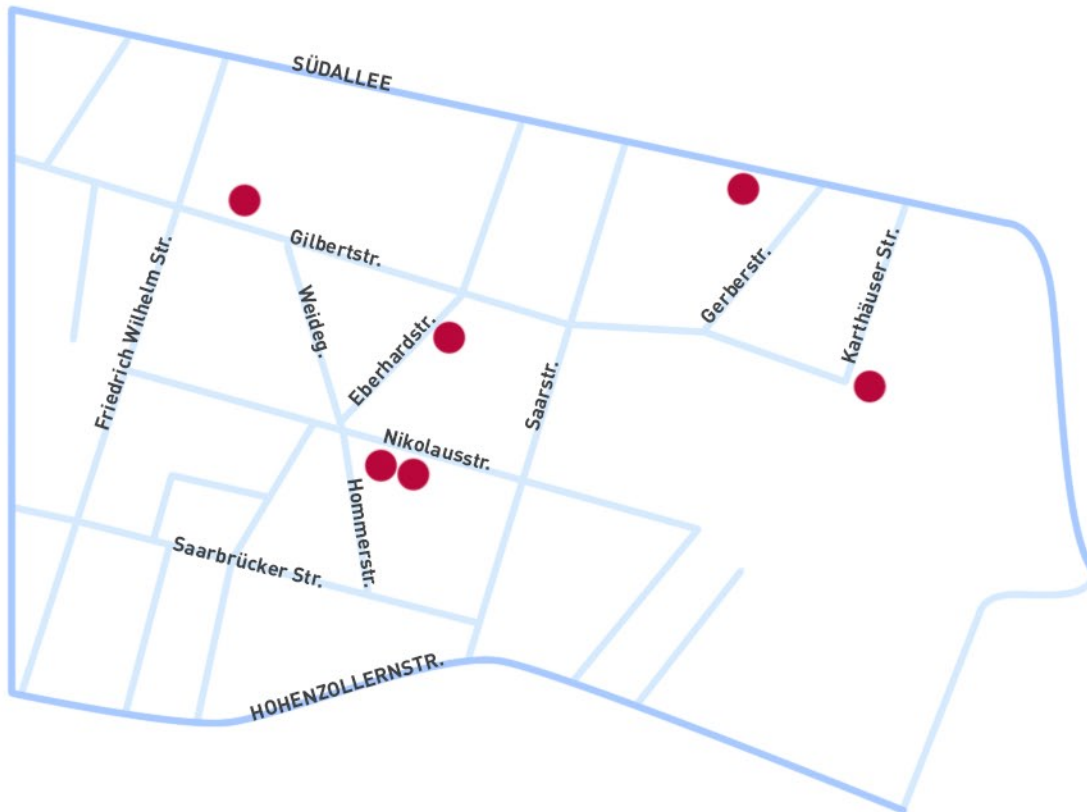 SÜDALLEE
Gilbertstr.
Friedrich Wilhelm Str.
Weideg.
Eberhardstr.
Gerberstr.
Karthäuser Str.
Saarstr.
Nikolausstr.
Hommerstr.
Saarbrücker Str.
HOHENZOLLERNSTR.